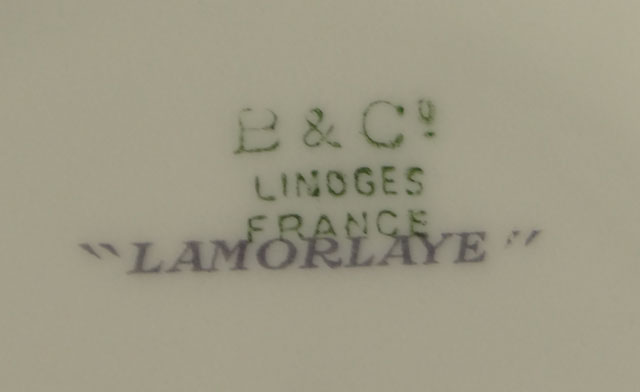 B & Cº
LIMOGES
FRANCE
"LAMORLAYE"